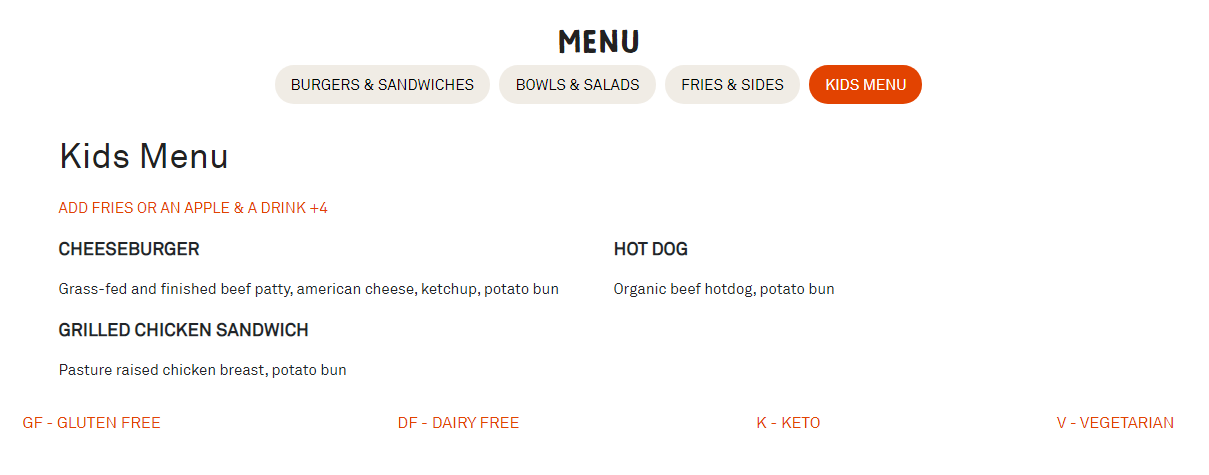 MENU
BURGERS & SANDWICHES
BOWLS & SALADS
FRIES & SIDES
KIDS MENU
Kids Menu
ADD FRIES OR AN APPLE & A DRINK +4
CHEESEBURGER
Grass-fed and finished beef patty, american cheese, ketchup, potato bun
HOT DOG
Organic beef hotdog, potato bun
GRILLED CHICKEN SANDWICH
Pasture raised chicken breast, potato bun
GF - GLUTEN FREE
DF - DAIRY FREE
K - KETO
V - VEGETARIAN